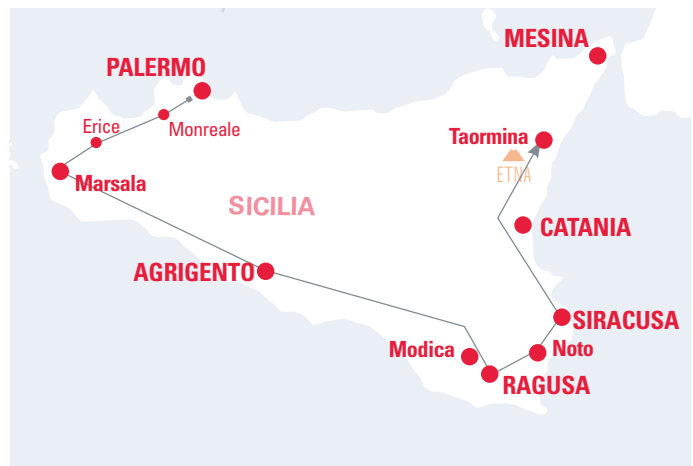 MESINA
PALERMO
Erice
Monreale
Taormina
ETNA
Marsala
SICILIA
CATANIA
AGRIGENTO
SIRACUSA
Modica
Noto
RAGUSA